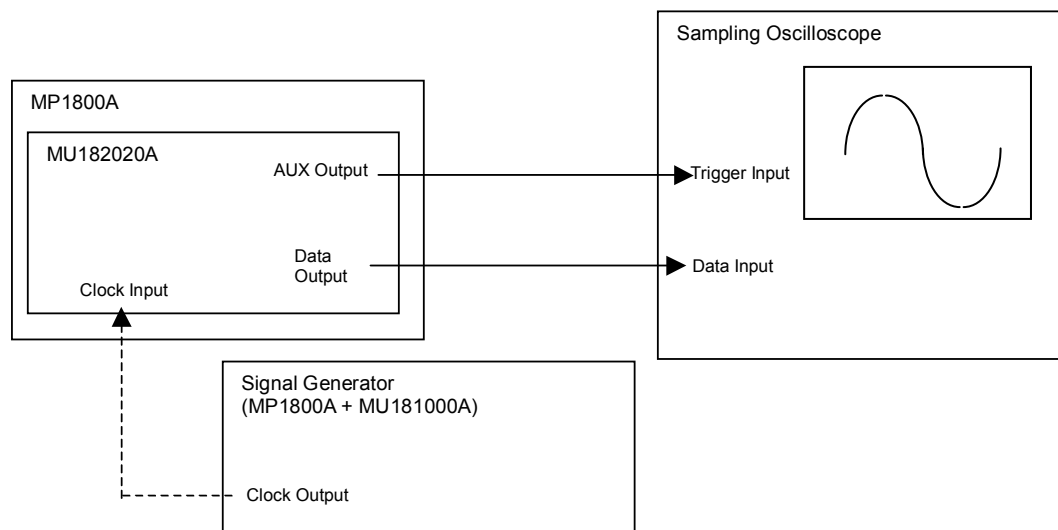 Sampling Oscilloscope
MP1800A
MU182020A
AUX Output
Trigger Input
Data
Output
Data Input
Clock Input
Signal Generator
(MP1800A + MU181000A)
Clock Output